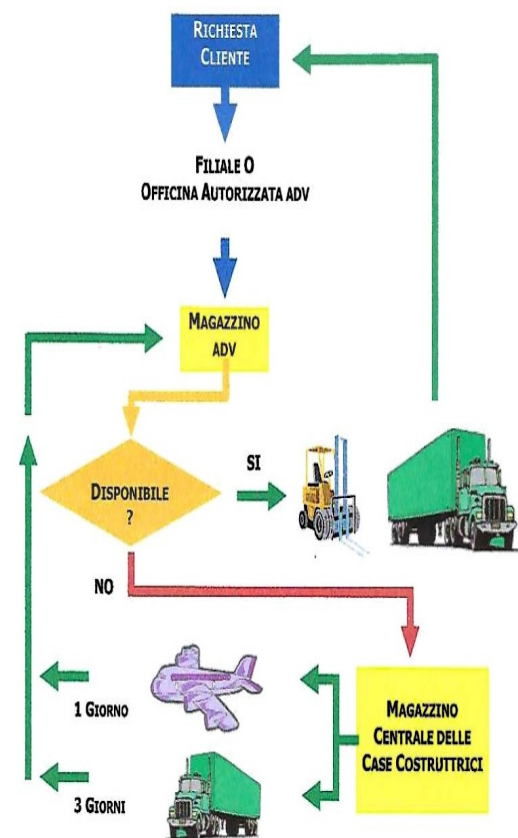 RICHIESTA
CLIENTE
FILIALE O
OFFICINA AUTORIZZATA ADV
MAGAZZINO
ADV
DISPONIBILE
?
SI
NO
1 GIORNO
3 GIORNI
MAGAZZINO
CENTRALE DELLE
CASE COSTRUTTRICI